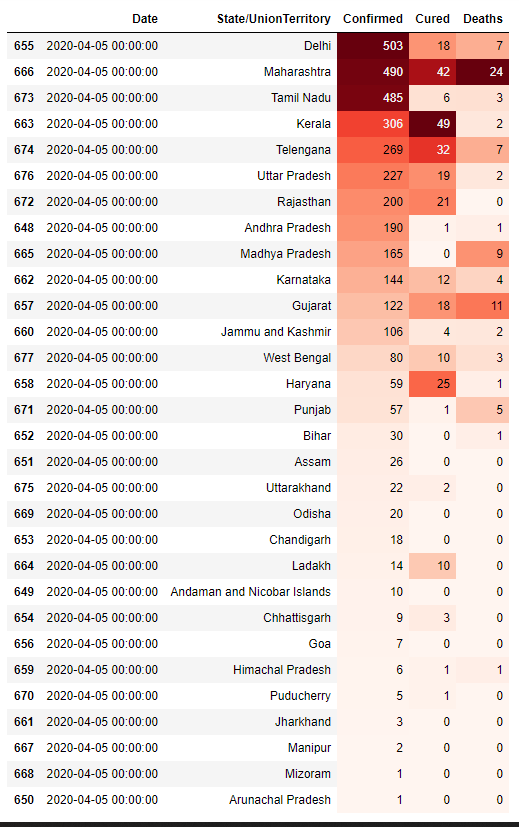 Date State/UnionTerritory Confirmed Cured Deaths
655 2020-04-05 00:00:00 Delhi 503 18 7
666 2020-04-05 00:00:00 Maharashtra 490 42 24
673 2020-04-05 00:00:00 Tamil Nadu 485 6 3
663 2020-04-05 00:00:00 Kerala 306 49 2
674 2020-04-05 00:00:00 Telengana 269 32 7
676 2020-04-05 00:00:00 Uttar Pradesh 227 19 2
672 2020-04-05 00:00:00 Rajasthan 200 21 0
648 2020-04-05 00:00:00 Andhra Pradesh 190 1 1
665 2020-04-05 00:00:00 Madhya Pradesh 165 0 9
662 2020-04-05 00:00:00 Karnataka 144 12 4
657 2020-04-05 00:00:00 Gujarat 122 18 11
660 2020-04-05 00:00:00 Jammu and Kashmir 106 4 2
677 2020-04-05 00:00:00 West Bengal 80 10 3
658 2020-04-05 00:00:00 Haryana 59 25 1
671 2020-04-05 00:00:00 Punjab 57 1 5
652 2020-04-05 00:00:00 Bihar 30 0 1
651 2020-04-05 00:00:00 Assam 26 0 0
675 2020-04-05 00:00:00 Uttarakhand 22 2 0
669 2020-04-05 00:00:00 Odisha 20 0 0
653 2020-04-05 00:00:00 Chandigarh 18 0 0
664 2020-04-05 00:00:00 Ladakh 14 10 0
649 2020-04-05 00:00:00 Andaman and Nicobar Islands 10 0 0
654 2020-04-05 00:00:00 Chhattisgarh 9 3 0
656 2020-04-05 00:00:00 Goa 7 0 0
659 2020-04-05 00:00:00 Himachal Pradesh 6 1 1
670 2020-04-05 00:00:00 Puducherry 5 1 0
661 2020-04-05 00:00:00 Jharkhand 3 0 0
667 2020-04-05 00:00:00 Manipur 2 0 0
668 2020-04-05 00:00:00 Mizoram 1 0 0
650 2020-04-05 00:00:00 Arunachal Pradesh 1 0 0